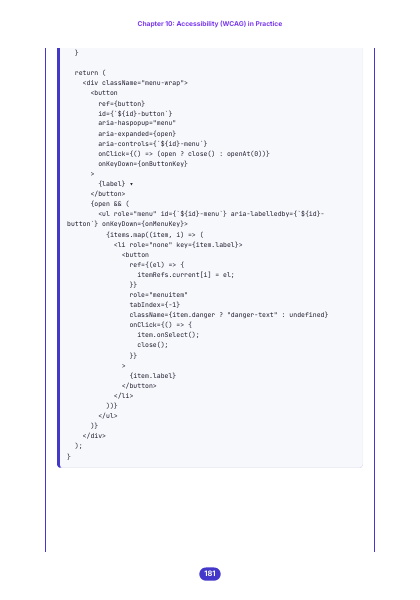 Chapter 10: Accessibility (WCAG) in Practice
  }

  return (
    <div className="menu-wrap">
      <button
        ref={button}
        id={`${id}-button`}
        aria-haspopup="menu"
        aria-expanded={open}
        aria-controls={`${id}-menu`}
        onClick={() => (open ? close() : openAt(0))}
        onKeyDown={onButtonKey}
      >
        {label} ▾
      </button>
      {open && (
        <ul role="menu" id={`${id}-menu`} aria-labelledby={`${id}-
button`} onKeyDown={onMenuKey}>
          {items.map((item, i) => (
            <li role="none" key={item.label}>
              <button
                ref={(el) => {
                  itemRefs.current[i] = el;
                }}
                role="menuitem"
                tabIndex={-1}
                className={item.danger ? "danger-text" : undefined}
                onClick={() => {
                  item.onSelect();
                  close();
                }}
              >
                {item.label}
              </button>
            </li>
          ))}
        </ul>
      )}
    </div>
  );
}
181